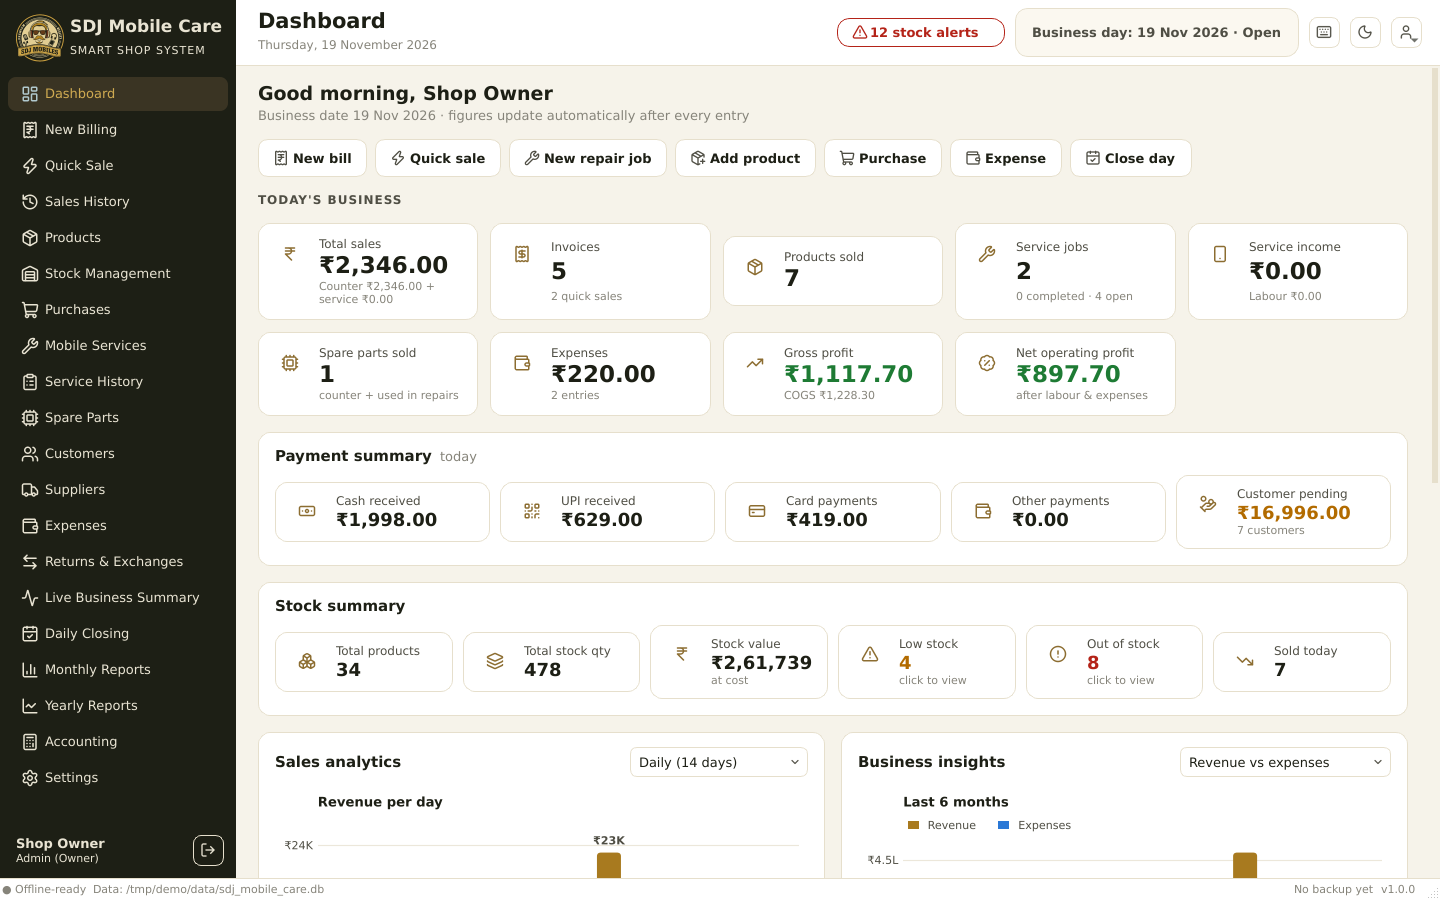 SDJ Mobile Care
SMART SHOP SYSTEM
SDJ MOBILES
Dashboard
New Billing
Quick Sale
Sales History
Products
Stock Management
Purchases
Mobile Services
Service History
Spare Parts
Customers
Suppliers
Expenses
Returns & Exchanges
Live Business Summary
Daily Closing
Monthly Reports
Yearly Reports
Accounting
Settings
Shop Owner
Admin (Owner)
Dashboard
Thursday, 19 November 2026
12 stock alerts
Business day: 19 Nov 2026 · Open
Good morning, Shop Owner
Business date 19 Nov 2026 · figures update automatically after every entry
New bill
Quick sale
New repair job
Add product
Purchase
Expense
Close day
TODAY'S BUSINESS
Total sales
₹2,346.00
Counter ₹2,346.00 +
service ₹0.00
Invoices
5
2 quick sales
Products sold
7
Service jobs
2
0 completed · 4 open
Service income
₹0.00
Labour ₹0.00
Spare parts sold
1
counter + used in repairs
Expenses
₹220.00
2 entries
Gross profit
₹1,117.70
COGS ₹1,228.30
Net operating profit
₹897.70
after labour & expenses
Payment summary today
Cash received
₹1,998.00
UPI received
₹629.00
Card payments
₹419.00
Other payments
₹0.00
Customer pending
₹16,996.00
7 customers
Stock summary
Total products
34
Total stock qty
478
Stock value
₹2,61,739
at cost
Low stock
4
click to view
Out of stock
8
click to view
Sold today
7
Sales analytics
Daily (14 days)
Revenue per day
₹24K
₹23K
Business insights
Revenue vs expenses
Last 6 months
Revenue
Expenses
₹4.5L
Offline-ready Data: /tmp/demo/data/sdj_mobile_care.db
No backup yet v1.0.0